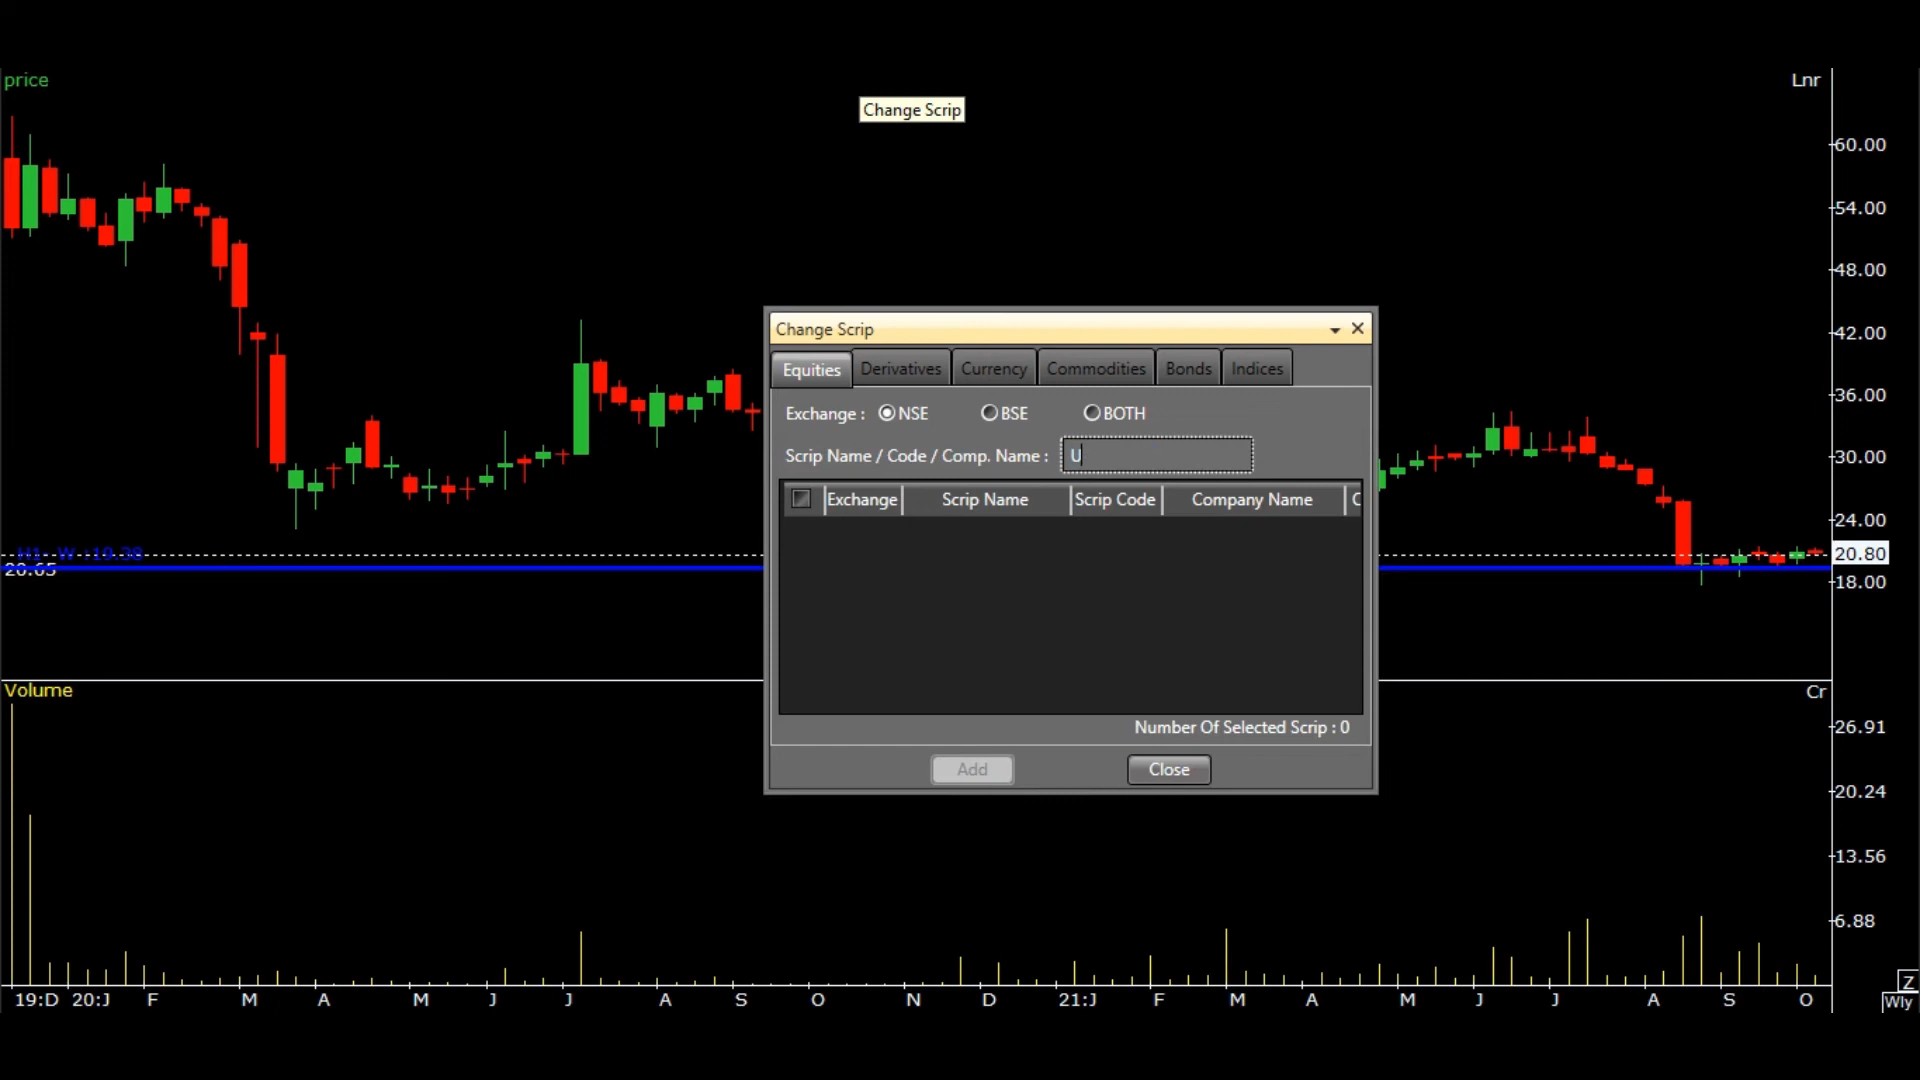 price
Lnr
Change Scrip
60.00
54.00
48.00
42.00
36.00
30.00
24.00
20.80
18.00
Change Scrip
Equities Derivatives Currency Commodities Bonds Indices
Exchange : NSE BSE BOTH
Scrip Name / Code / Comp. Name : U
Exchange Scrip Name Scrip Code Company Name C
Number Of Selected Scrip : 0
Add Close
H1- W :19.38
20.65
Volume
Cr
26.91
20.24
13.56
6.88
19:D 20:J F M A M J J A S O N D 21:J F M A M J J A S O
Z
Wly